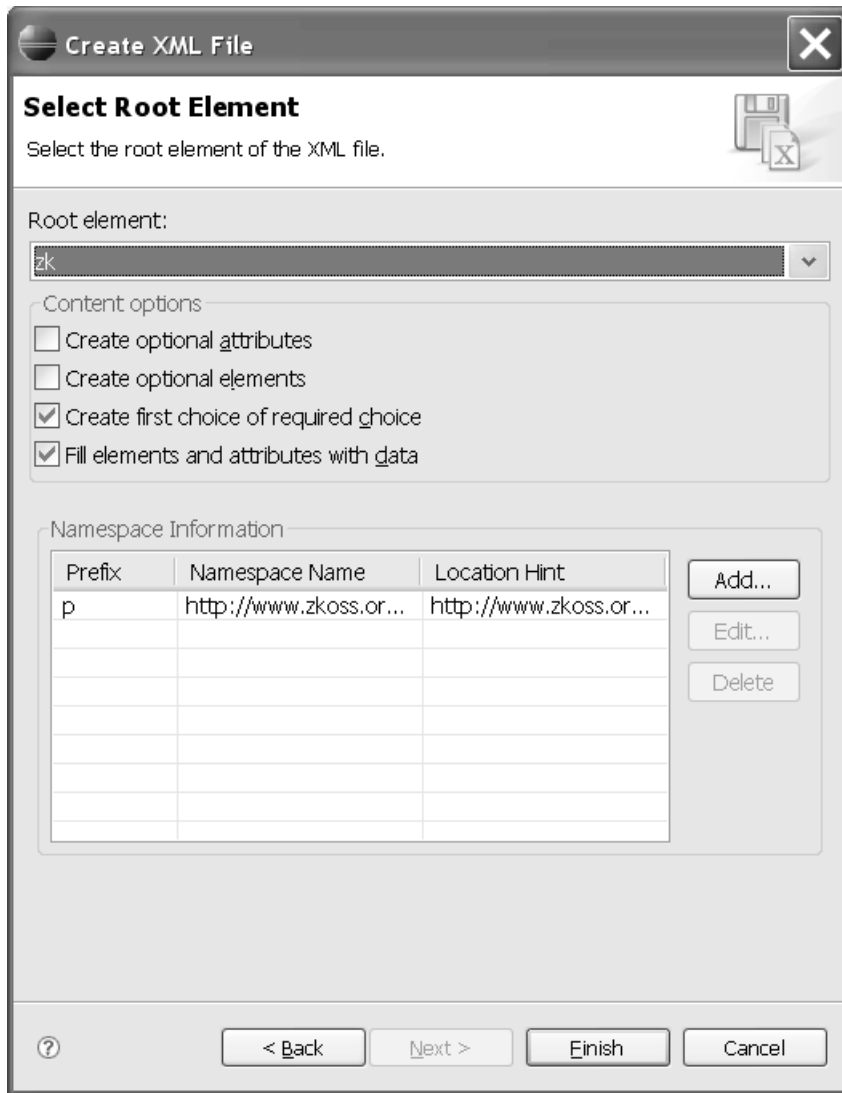 Create XML File
Select Root Element
Select the root element of the XML file.
X
Root element:
zk
Content options
Create optional attributes
Create optional elements
Create first choice of required choice
Fill elements and attributes with data
Namespace Information
Prefix Namespace Name Location Hint
p http://www.zkoss.or... http://www.zkoss.or...
Add...
Edit...
Delete
?
< Back Next > Finish Cancel